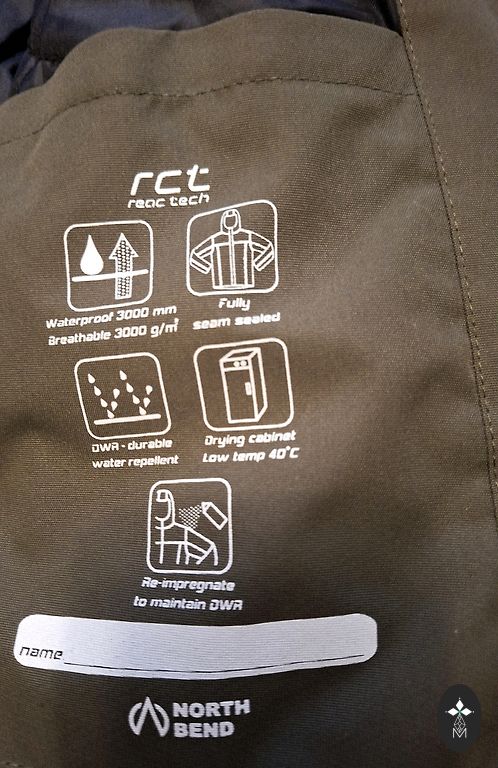 rct
reac tech
Waterproof 3000 mm
Breathable 3000 g/m²
Fully
seam sealed
DWR - durable
water repellent
Drying cabinet
Low temp 40°C
Re-impregnate
to maintain DWR
name
NORTH
BEND
M